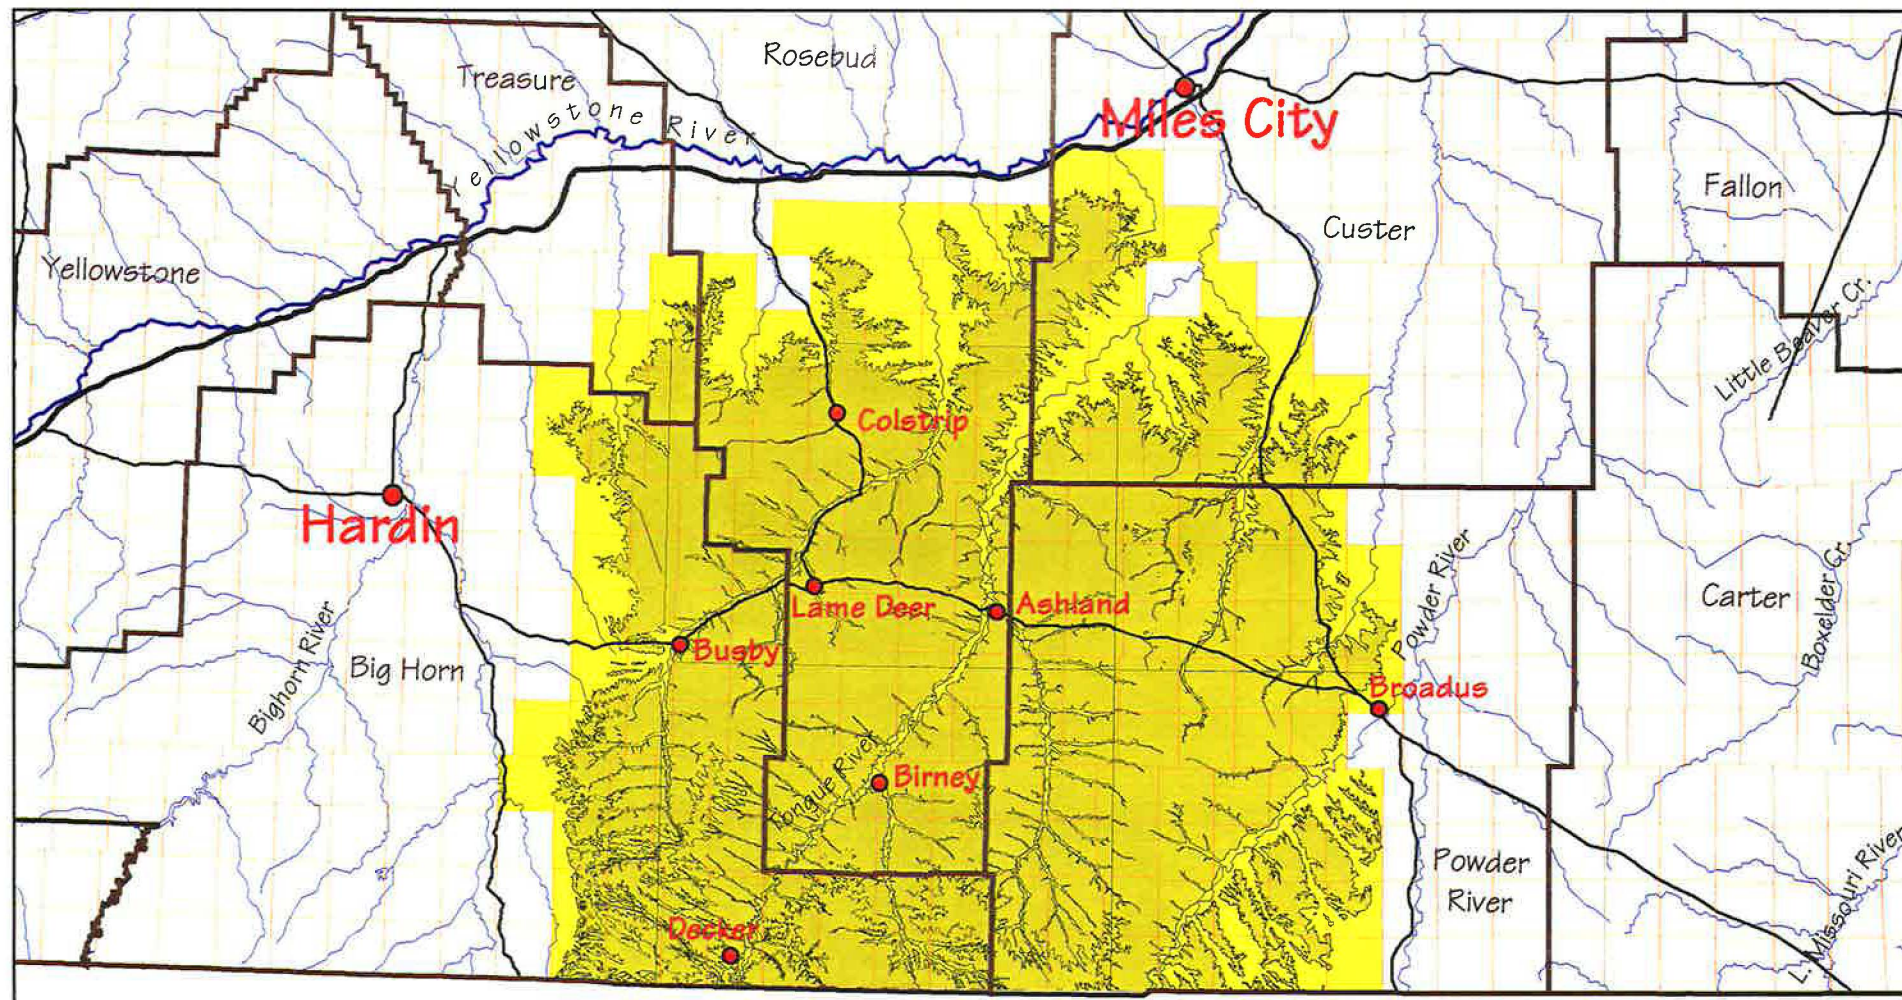 Rosebud
Treasure
Yellowstone River
Miles City
Fallon
Custer
Yellowstone
Little Beaver Cr.
Colstrip
Hardin
Powder River
Boxelder Cr.
Lame Deer
Ashland
Carter
Bighorn River
Big Horn
Busby
Broadus
Tongue River
Birney
Powder
River
L. Missouri River
Decker